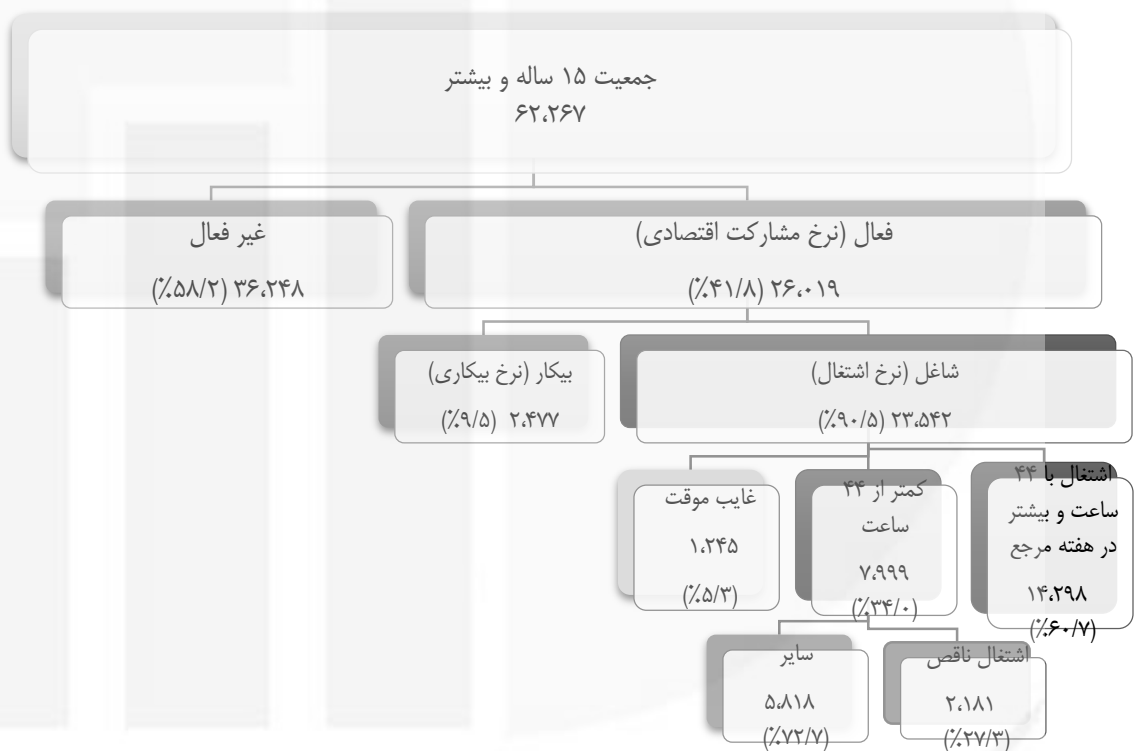 جمعیت ۱۵ ساله و بیشتر
۶۲،۲۶۷
فعال (نرخ مشارکت اقتصادی)
۲۶،۰۱۹ (٪۴۱/۸)
غیر فعال
۳۶،۲۴۸ (٪۵۸/۲)
شاغل (نرخ اشتغال)
۲۳،۵۴۲ (٪۹۰/۵)
بیکار (نرخ بیکاری)
۲،۴۷۷ (٪۹/۵)
اشتغال با ۴۴
ساعت و بیشتر
در هفته مرجع
۱۴،۲۹۸
(٪۶۰/۷)
کمتر از ۴۴
ساعت
۷،۹۹۹
(٪۳۴/۰)
غایب موقت
۱،۲۴۵
(٪۵/۳)
اشتغال ناقص
۲،۱۸۱
(٪۲۷/۳)
سایر
۵،۸۱۸
(٪۷۲/۷)